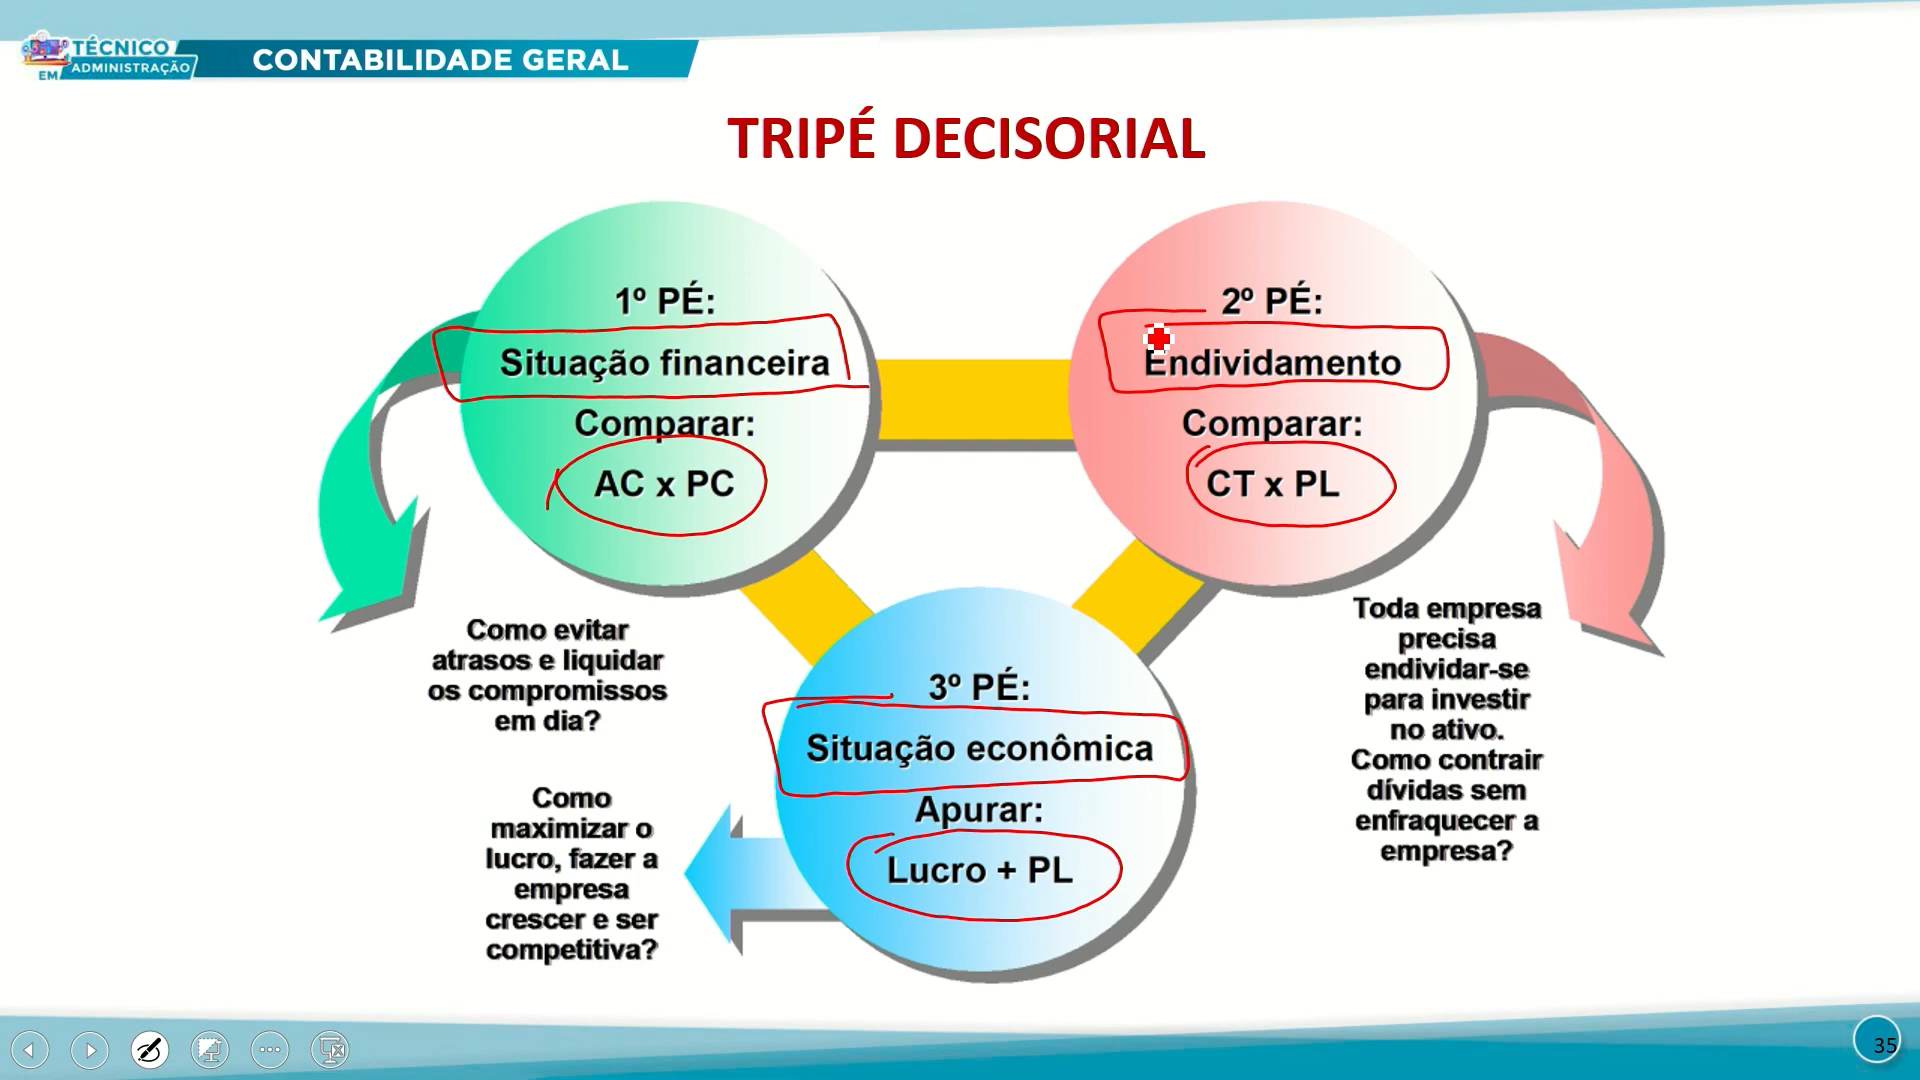 TÉCNICO
EM ADMINISTRAÇÃO
CONTABILIDADE GERAL
TRIPÉ DECISORIAL
1º PÉ:
Situação financeira
Comparar:
AC x PC
2º PÉ:
Endividamento
Comparar:
CT x PL
Como evitar
atrasos e liquidar
os compromissos
em dia?
3º PÉ:
Situação econômica
Apurar:
Lucro + PL
Toda empresa
precisa
endividar-se
para investir
no ativo.
Como contrair
dívidas sem
enfraquecer a
empresa?
Como
maximizar o
lucro, fazer a
empresa
crescer e ser
competitiva?
35